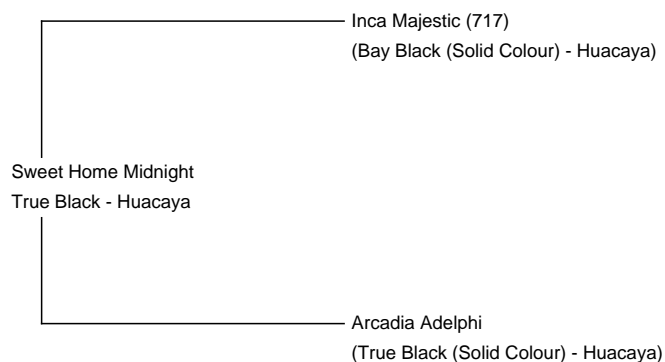 Inca Majestic (717)
(Bay Black (Solid Colour) - Huacaya)
Sweet Home Midnight
True Black - Huacaya
Arcadia Adelphi
(True Black (Solid Colour) - Huacaya)